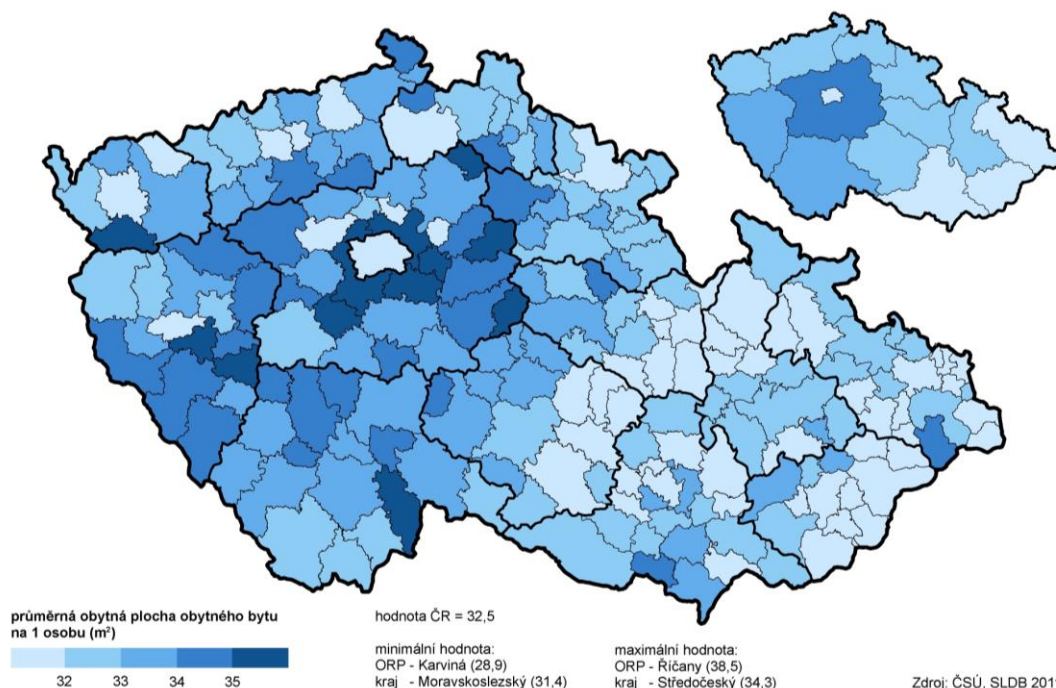 průměrná obytná plocha obytného bytu
na 1 osobu (m²)
32 33 34 35
hodnota ČR = 32,5
minimální hodnota:
ORP - Karviná (28,9)
kraj - Moravskoslezský (31,4)
maximální hodnota:
ORP - Říčany (38,5)
kraj - Středočeský (34,3)
Zdroj: ČSÚ, SLDB